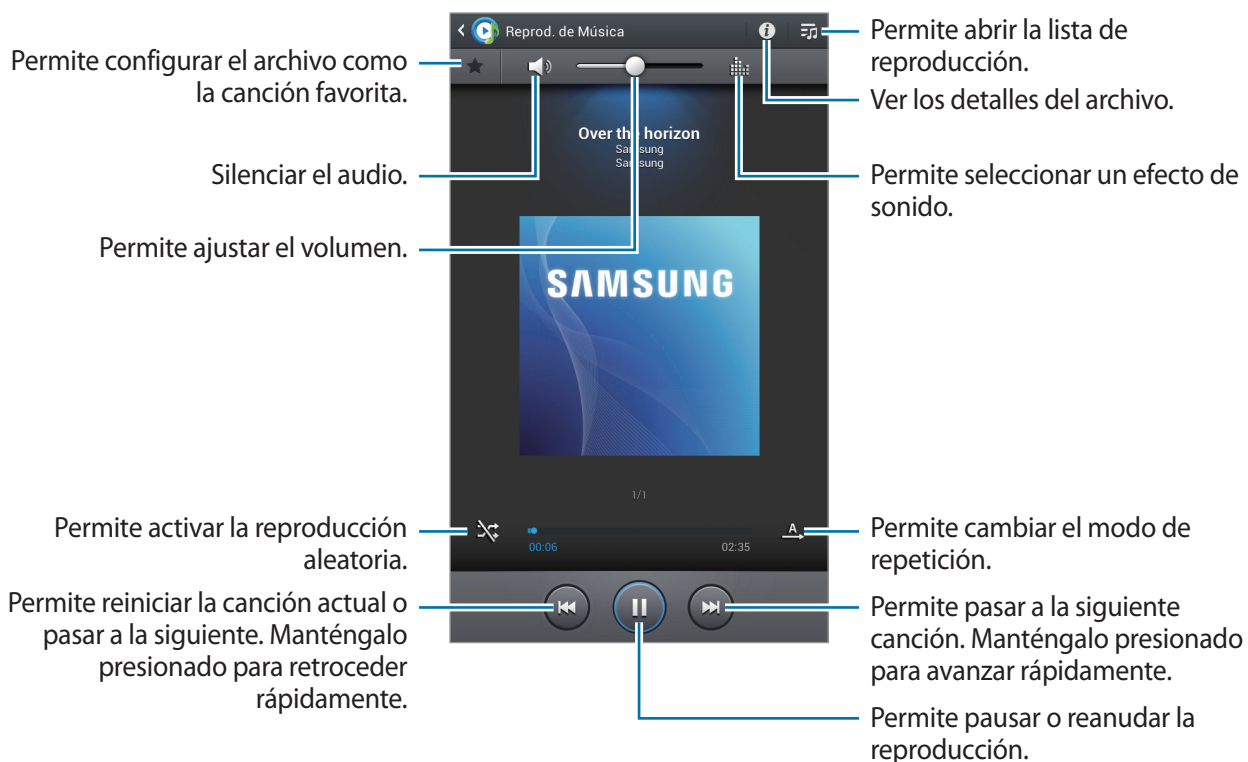 Reprod. de Música
Permite configurar el archivo como
la canción favorita.
Silenciar el audio.
Permite ajustar el volumen.
Permite abrir la lista de
reproducción.
Ver los detalles del archivo.
Permite seleccionar un efecto de
sonido.
Over the horizon
Samsung
Samsung
SAMSUNG
1/1
00:06
02:35
A
Permite activar la reproducción
aleatoria.
Permite reiniciar la canción actual o
pasar a la siguiente. Manténgalo
presionado para retroceder
rápidamente.
Permite cambiar el modo de
repetición.
Permite pasar a la siguiente
canción. Manténgalo presionado
para avanzar rápidamente.
Permite pausar o reanudar la
reproducción.